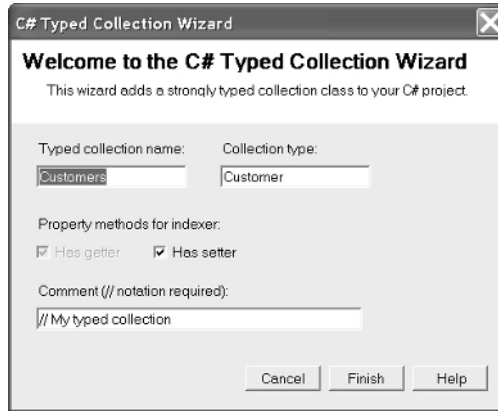 C# Typed Collection Wizard
Welcome to the C# Typed Collection Wizard
This wizard adds a strongly typed collection class to your C# project.
Typed collection name: Collection type:
Customers Customer
Property methods for indexer:
Has getter Has setter
Comment (// notation required):
// My typed collection
Cancel Finish Help